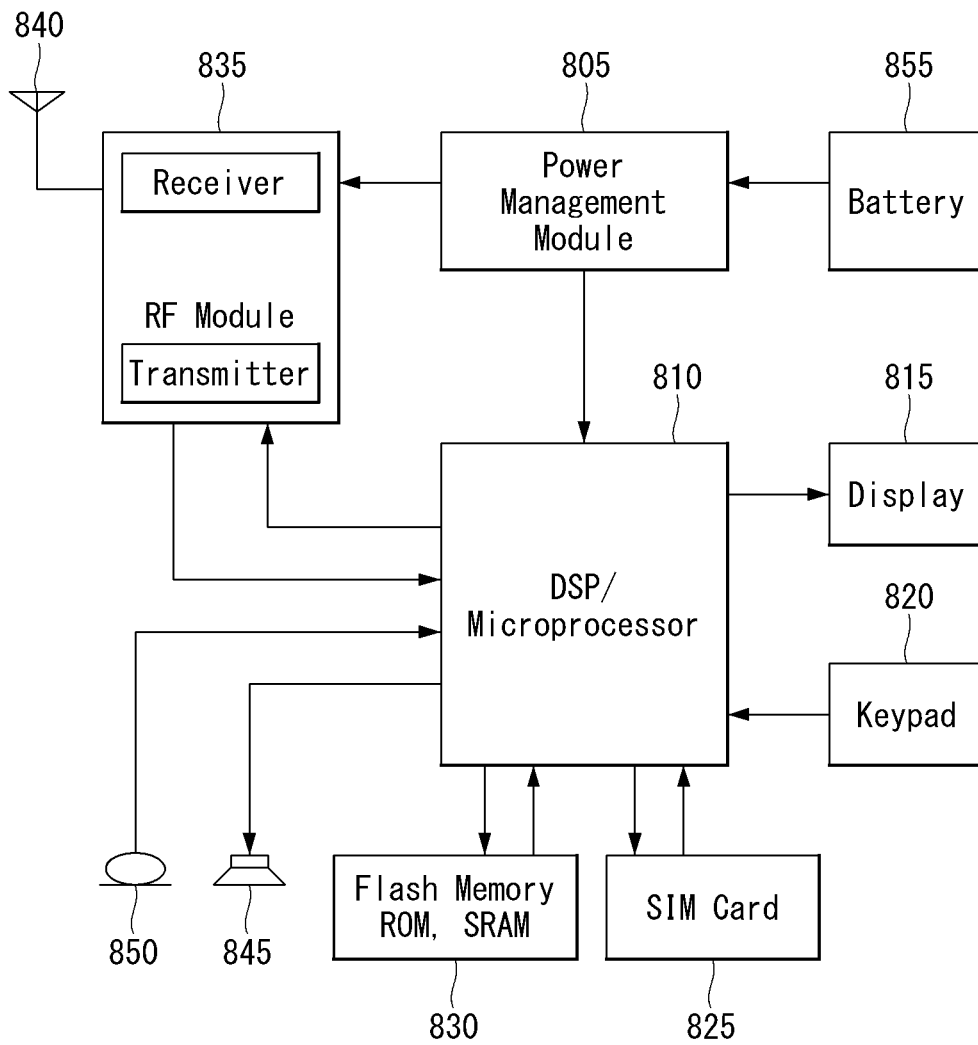 840
835
805
855
Receiver
RF Module
Transmitter
Power
Management
Module
Battery
810
815
DSP/
Microprocessor
Display
820
Keypad
850
845
Flash Memory
ROM, SRAM
SIM Card
830
825